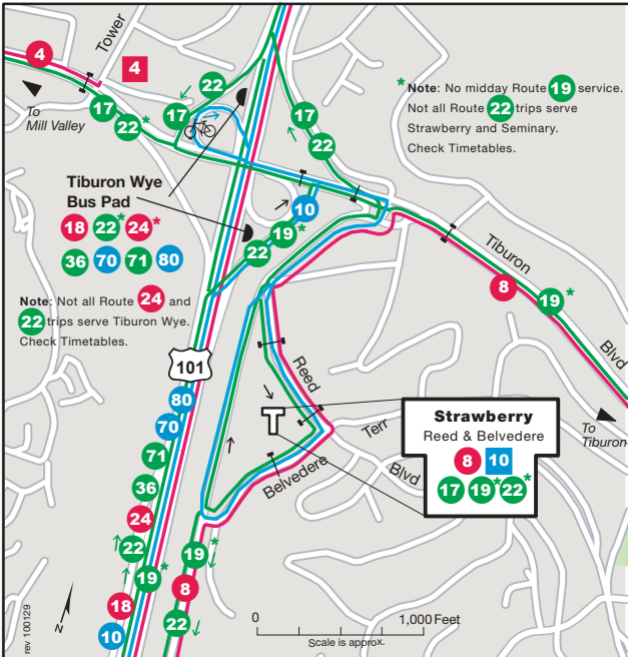 Tower
4
4
To
Mill Valley
17
22*
17
22
17
22
* Note: No midday Route 19 service.
Not all Route 22 trips serve
Strawberry and Seminary.
Check Timetables.
Tiburon Wye
Bus Pad
18 22* 24*
36 70 71 80
Note: Not all Route 24 and
22 trips serve Tiburon Wye.
Check Timetables.
10
19*
22
Tiburon
Blvd
8
19*
To
Tiburon
101
Reed
Terr
Belvedere
Blvd
T
Strawberry
Reed & Belvedere
8 10
17 19* 22*
80
70
71
36
24
22
19*
18
10
19*
8
22
N
0 1,000 Feet
Scale is approx.
rev 100129